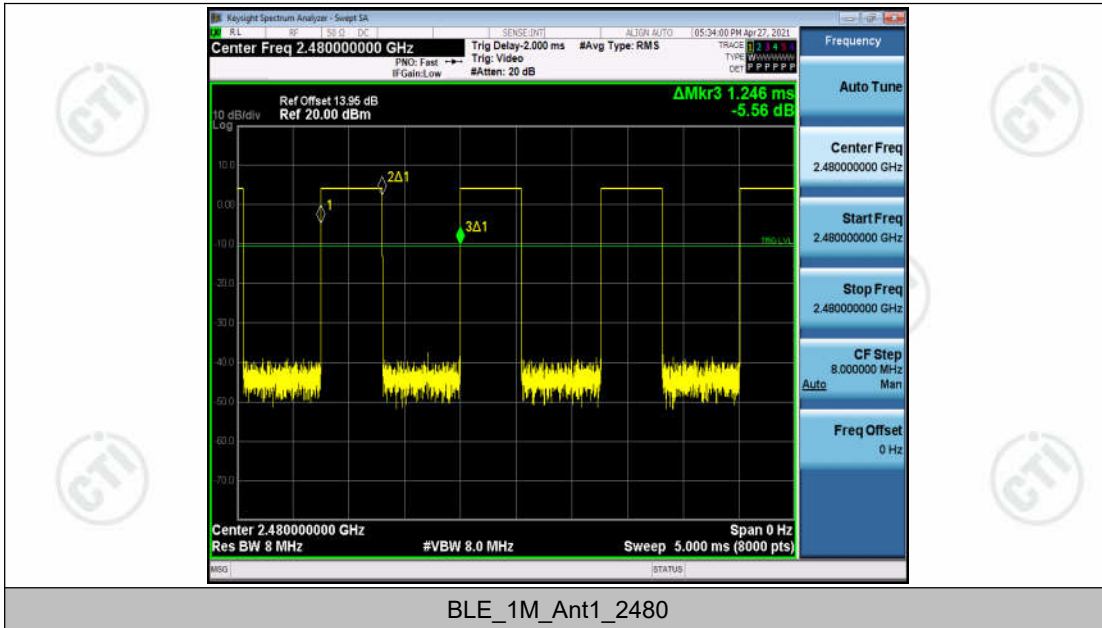 Keysight Spectrum Analyzer - Swept SA
RL RF 50 Ω DC SENSE:INT ALIGN AUTO 05:34:00 PM Apr 27, 2021
Center Freq 2.480000000 GHz
PNO: Fast
IFGain:Low
Trig Delay-2.000 ms
Trig: Video
#Atten: 20 dB
#Avg Type: RMS
TRACE 1 2 3 4 5 6
TYPE WWWWWW
DET P P P P P P
Ref Offset 13.95 dB
Ref 20.00 dBm
10 dB/div
Log
ΔMkr3 1.246 ms
-5.56 dB
10.0
0.00
-10.0
-20.0
-30.0
-40.0
-50.0
-60.0
-70.0
1
2Δ1
3Δ1
TRIG LVL
Center 2.480000000 GHz
Span 0 Hz
Res BW 8 MHz
#VBW 8.0 MHz
Sweep 5.000 ms (8000 pts)
MSG
STATUS
Frequency
Auto Tune
Center Freq
2.480000000 GHz
Start Freq
2.480000000 GHz
Stop Freq
2.480000000 GHz
CF Step
8.000000 MHz
Auto Man
Freq Offset
0 Hz
CTI
CTI
CTI
CTI
BLE_1M_Ant1_2480